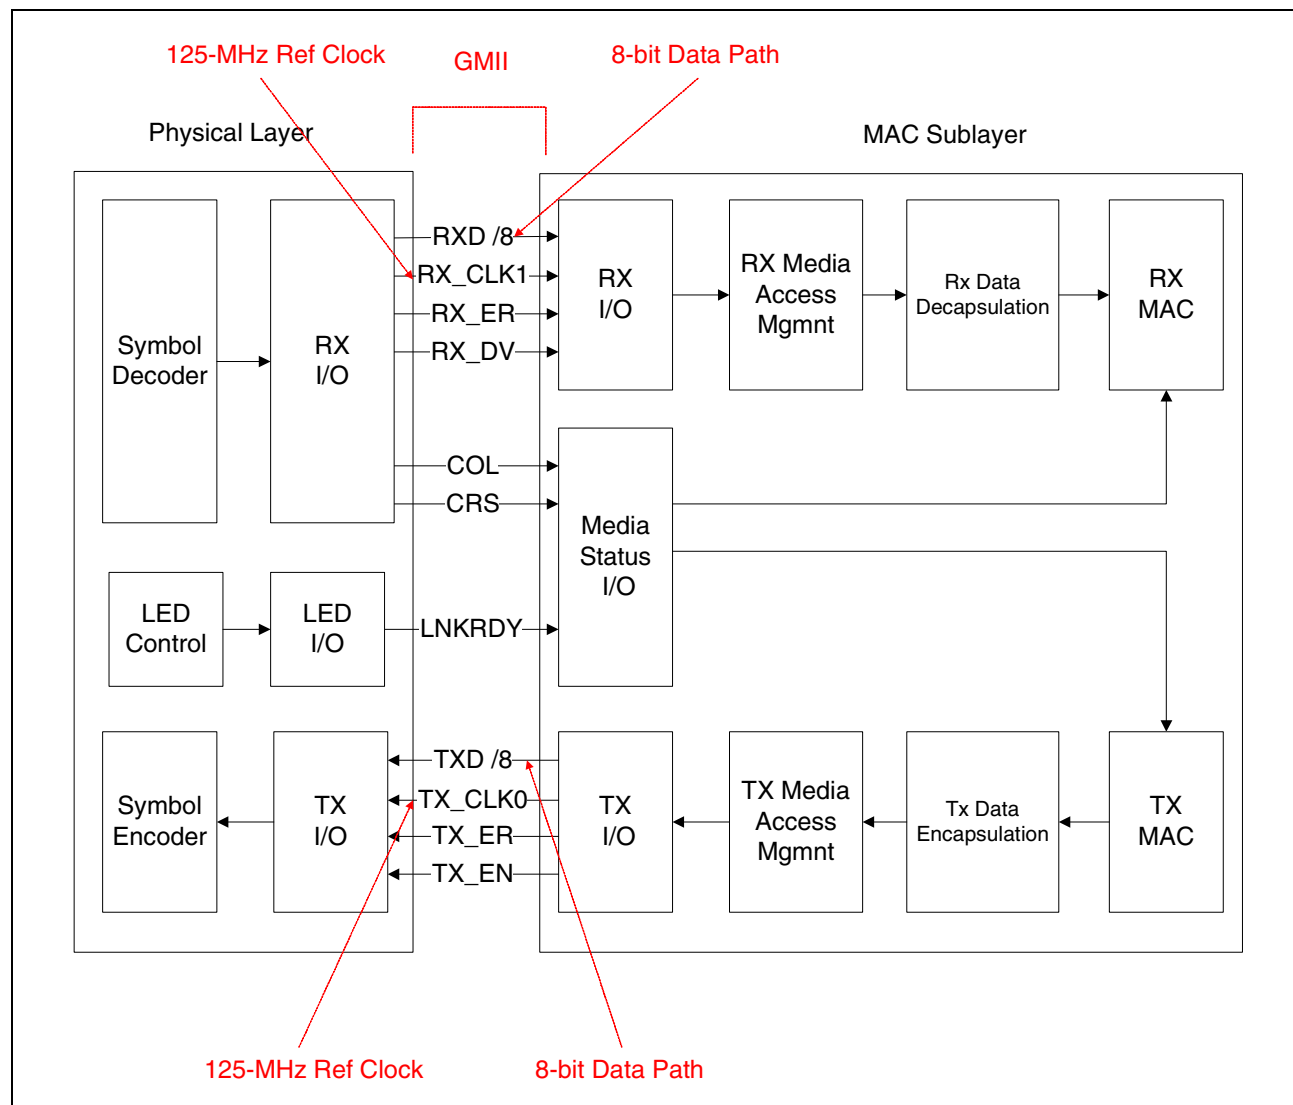 125-MHz Ref Clock
GMII
8-bit Data Path
Physical Layer
MAC Sublayer
RXD /8
RX_CLK1
RX_ER
RX_DV
Symbol
Decoder
RX
I/O
RX
I/O
RX Media
Access
Mgmnt
Rx Data
Decapsulation
RX
MAC
COL
CRS
Media
Status
I/O
LED
Control
LED
I/O
LNKRDY
TXD /8
TX_CLK0
TX_ER
TX_EN
Symbol
Encoder
TX
I/O
TX
I/O
TX Media
Access
Mgmnt
Tx Data
Encapsulation
TX
MAC
125-MHz Ref Clock
8-bit Data Path